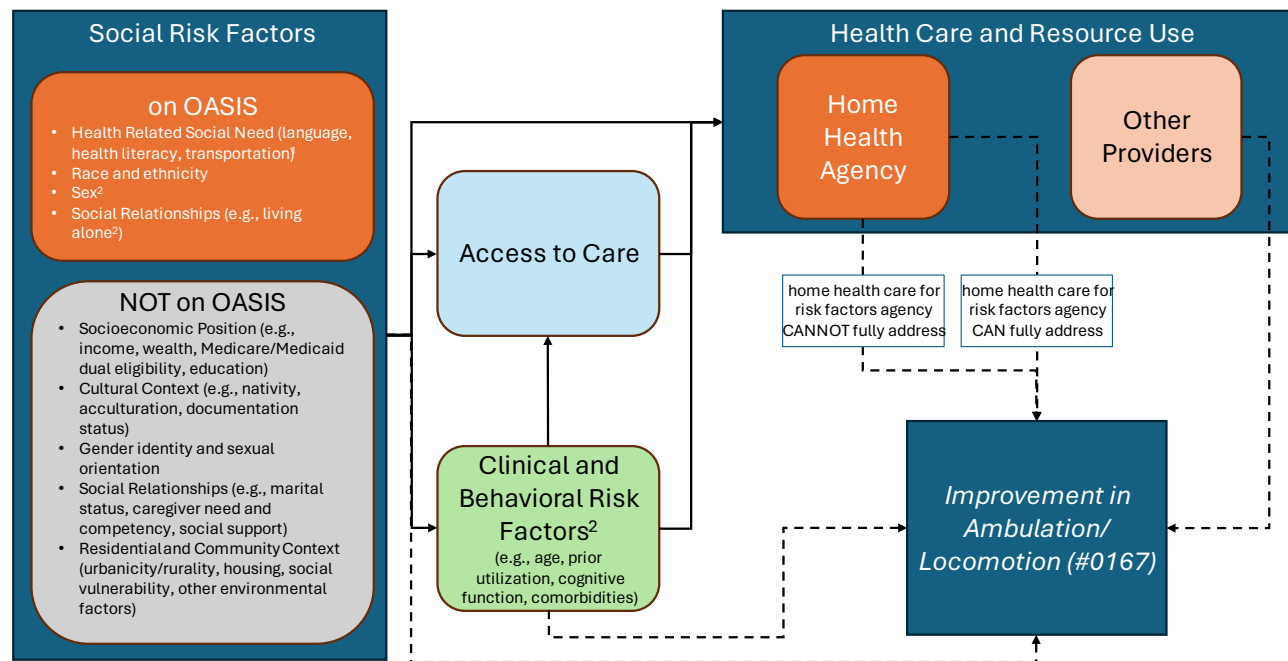 Social Risk Factors
on OASIS
• Health Related Social Need (language,
health literacy, transportation)¹
• Race and ethnicity
• Sex²
• Social Relationships (e.g., living
alone²)
NOT on OASIS
• Socioeconomic Position (e.g.,
income, wealth, Medicare/Medicaid
dual eligibility, education)
• Cultural Context (e.g., nativity,
acculturation, documentation
status)
• Gender identity and sexual
orientation
• Social Relationships (e.g., marital
status, caregiver need and
competency, social support)
• Residential and Community Context
(urbanicity/rurality, housing, social
vulnerability, other environmental
factors)
Access to Care
Clinical and
Behavioral Risk
Factors²
(e.g., age, prior
utilization, cognitive
function, comorbidities)
Health Care and Resource Use
Home
Health
Agency
Other
Providers
home health care for
risk factors agency
CANNOT fully address
home health care for
risk factors agency
CAN fully address
Improvement in
Ambulation/
Locomotion (#0167)